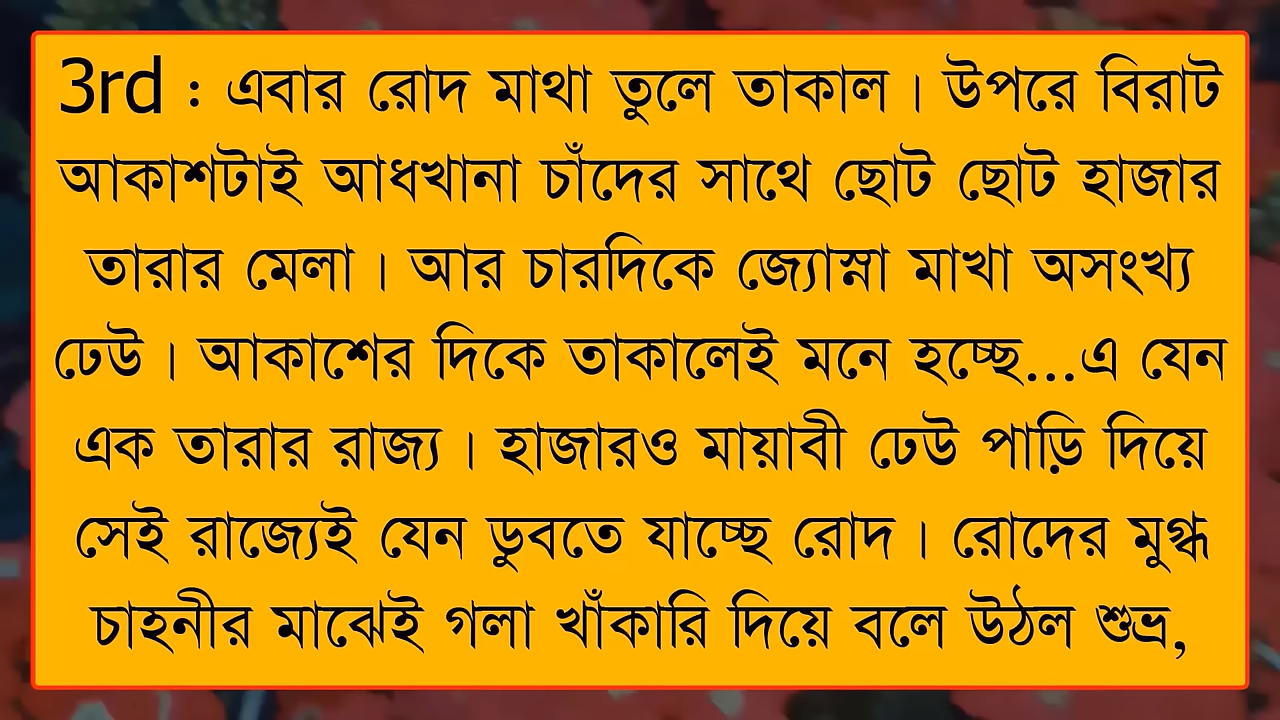 3rd : এবার রোদ মাথা তুলে তাকাল । উপরে বিরাট
আকাশটাই আধখানা চাঁদের সাথে ছোট ছোট হাজার
তারার মেলা । আর চারদিকে জ্যোস্না মাখা অসংখ্য
ঢেউ । আকাশের দিকে তাকালেই মনে হচ্ছে...এ যেন
এক তারার রাজ্য । হাজারও মায়াবী ঢেউ পাড়ি দিয়ে
সেই রাজ্যেই যেন ডুবতে যাচ্ছে রোদ । রোদের মুগ্ধ
চাহনীর মাঝেই গলা খাঁকারি দিয়ে বলে উঠল শুভ্র,